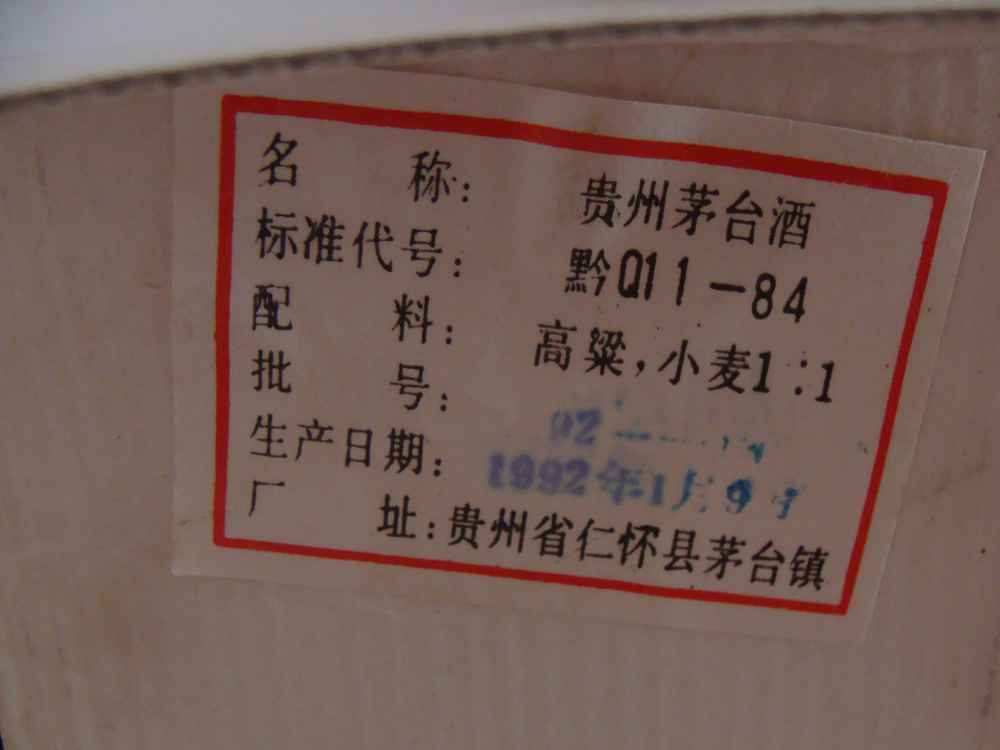 名 称: 贵州茅台酒
标准代号: 黔Q11-84
配 料: 高粱,小麦1:1
批 号: 92-
生产日期: 1992年1月9
厂 址:贵州省仁怀县茅台镇